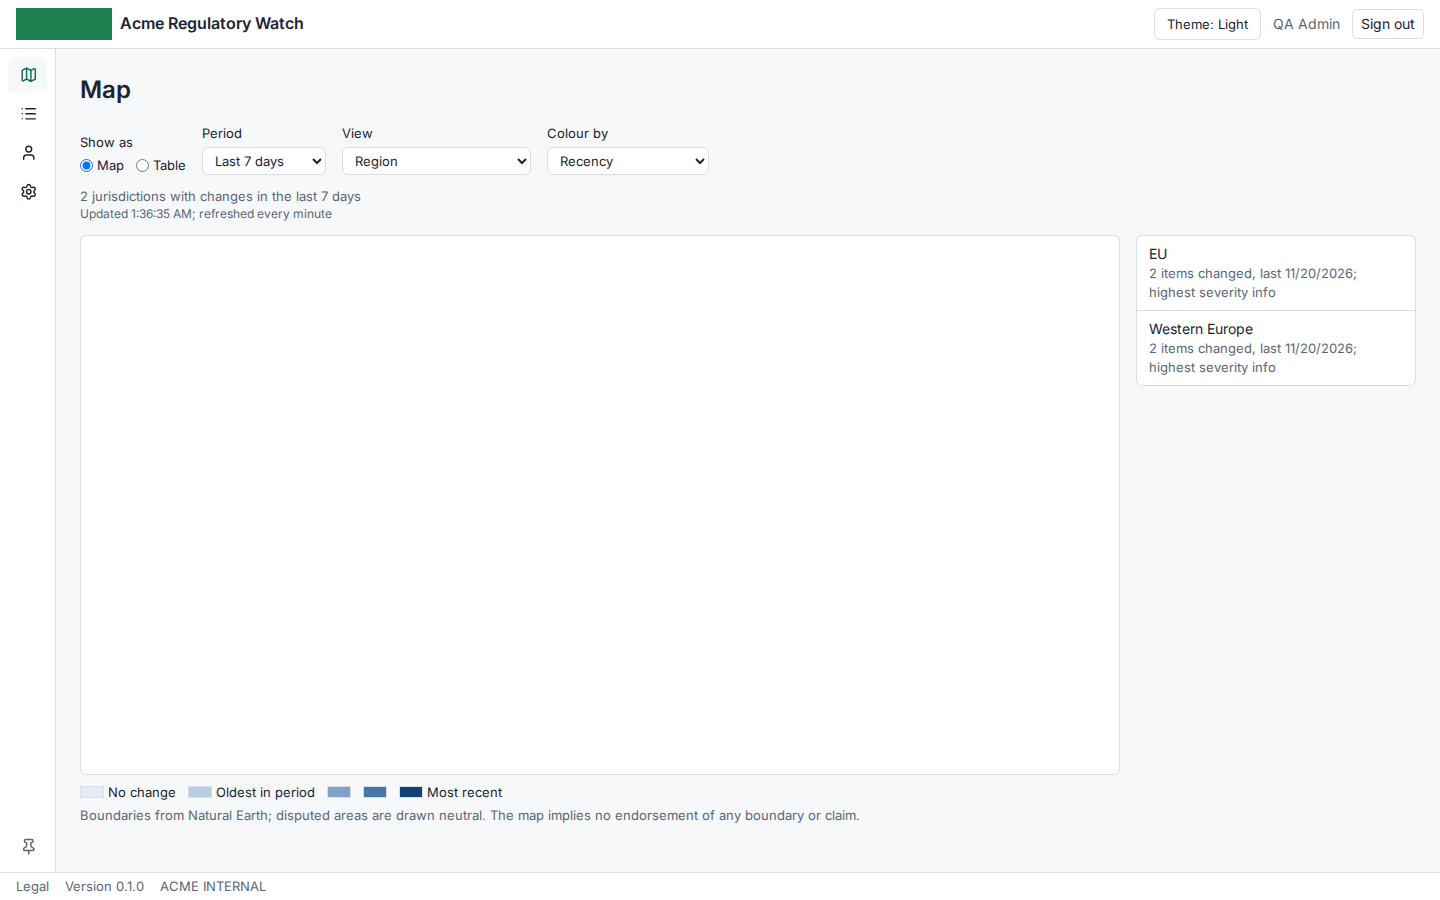 Acme Regulatory Watch
Theme: Light
QA Admin
Sign out
Map
Show as
Map
Table
Period
Last 7 days
View
Region
Colour by
Recency
2 jurisdictions with changes in the last 7 days
Updated 1:36:35 AM; refreshed every minute
EU
2 items changed, last 11/20/2026;
highest severity info
Western Europe
2 items changed, last 11/20/2026;
highest severity info
No change
Oldest in period
Most recent
Boundaries from Natural Earth; disputed areas are drawn neutral. The map implies no endorsement of any boundary or claim.
Legal
Version 0.1.0
ACME INTERNAL